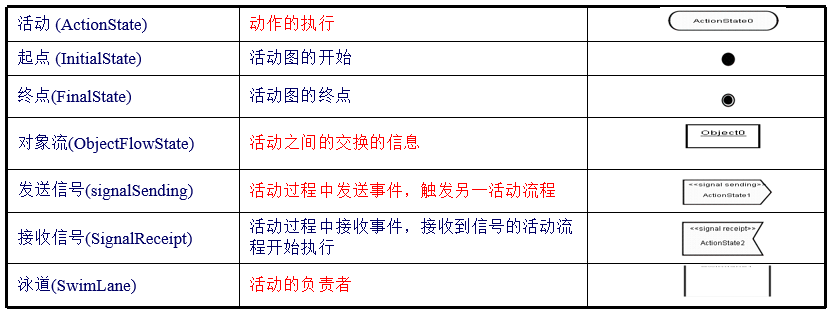 活动 (ActionState)
动作的执行
ActionState0
起点 (InitialState)
活动图的开始
终点(FinalState)
活动图的终点
对象流(ObjectFlowState)
活动之间的交换的信息
Object0
发送信号(signalSending)
活动过程中发送事件，触发另一活动流程
<<signal sending>>
ActionState1
接收信号(SignalReceipt)
活动过程中接收事件，接收到信号的活动流
程开始执行
<<signal receipt>>
ActionState2
泳道(SwimLane)
活动的负责者